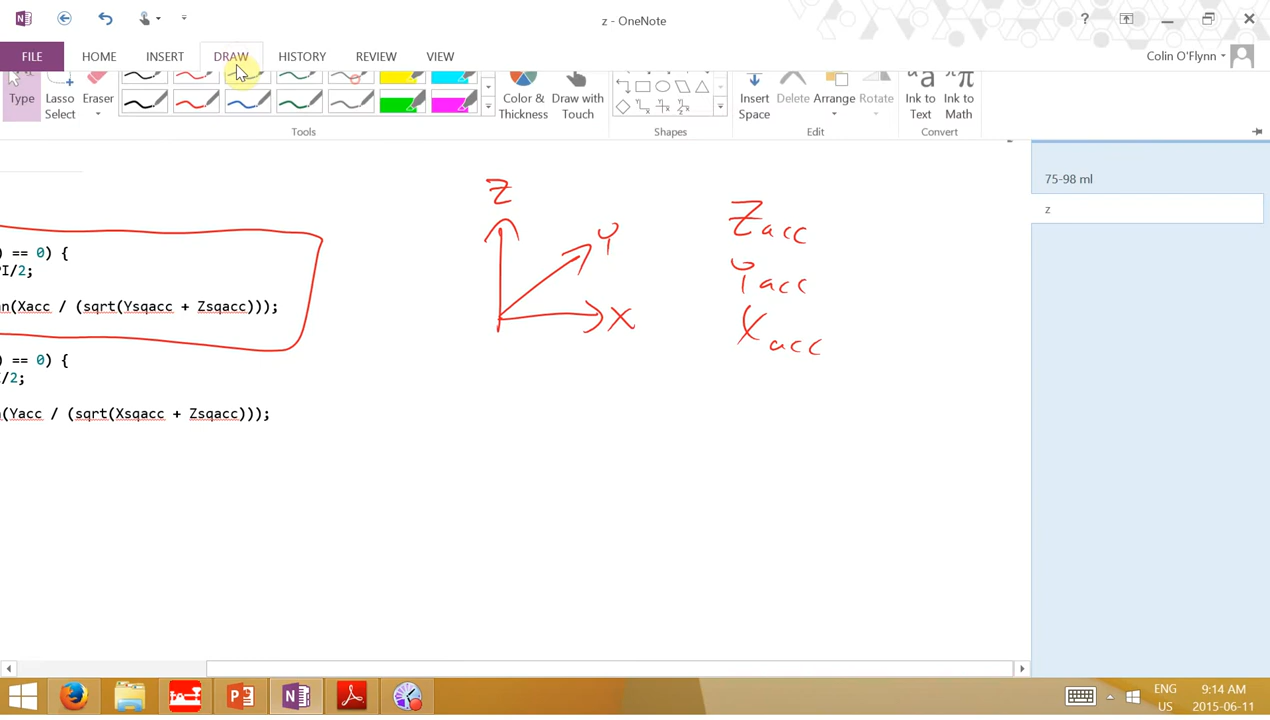 z - OneNote
?
FILE HOME INSERT DRAW HISTORY REVIEW VIEW
Colin O'Flynn
Type
Lasso Select
Eraser
Color & Thickness
Draw with Touch
Insert Space
Delete
Arrange
Rotate
Ink to Text
Ink to Math
Tools
Shapes
Edit
Convert
75-98 ml
z
Z
Y
X
Zacc
Yacc
Xacc
) == 0) {
PI/2;
n(Xacc / (sqrt(Ysqacc + Zsqacc)));
) == 0) {
I/2;
(Yacc / (sqrt(Xsqacc + Zsqacc)));
ENG
US
9:14 AM
2015-06-11